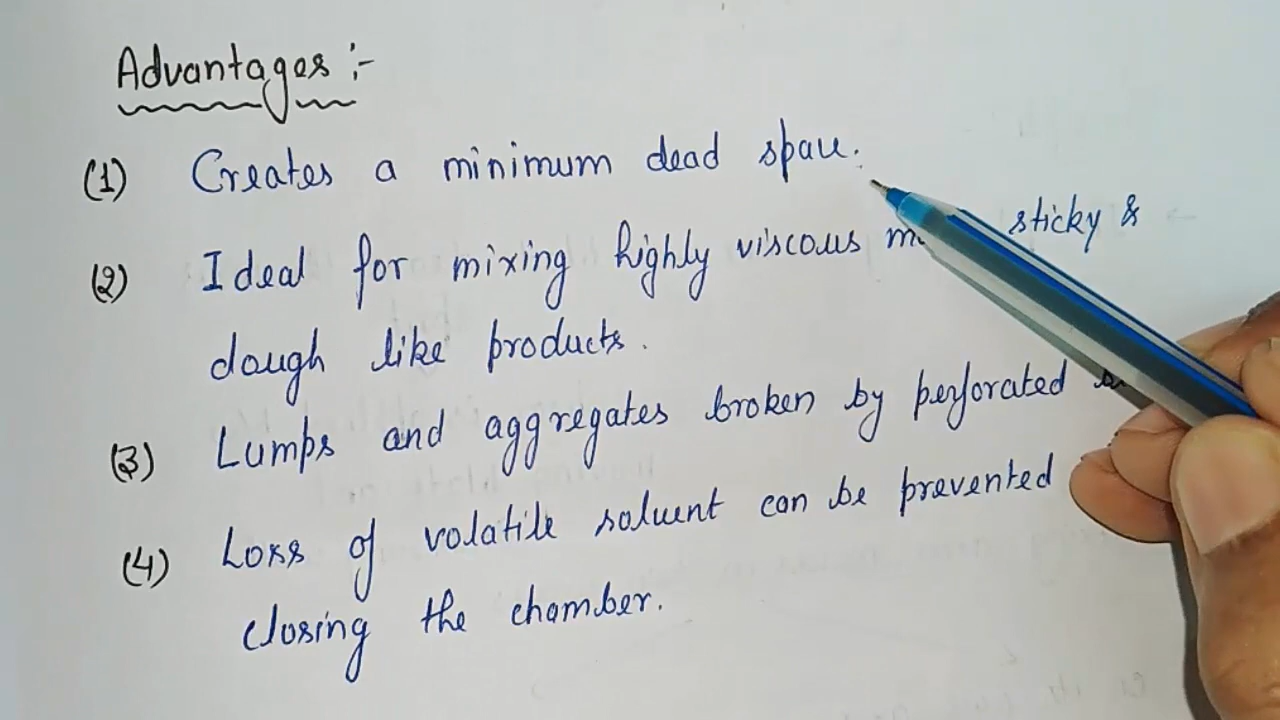 Advantages :-
(1) Creates a minimum dead space.
(2) Ideal for mixing highly viscous sticky &
dough like products.
(3) Lumps and aggregates broken by perforated
(4) Loss of volatile solvent can be prevented
closing the chamber.